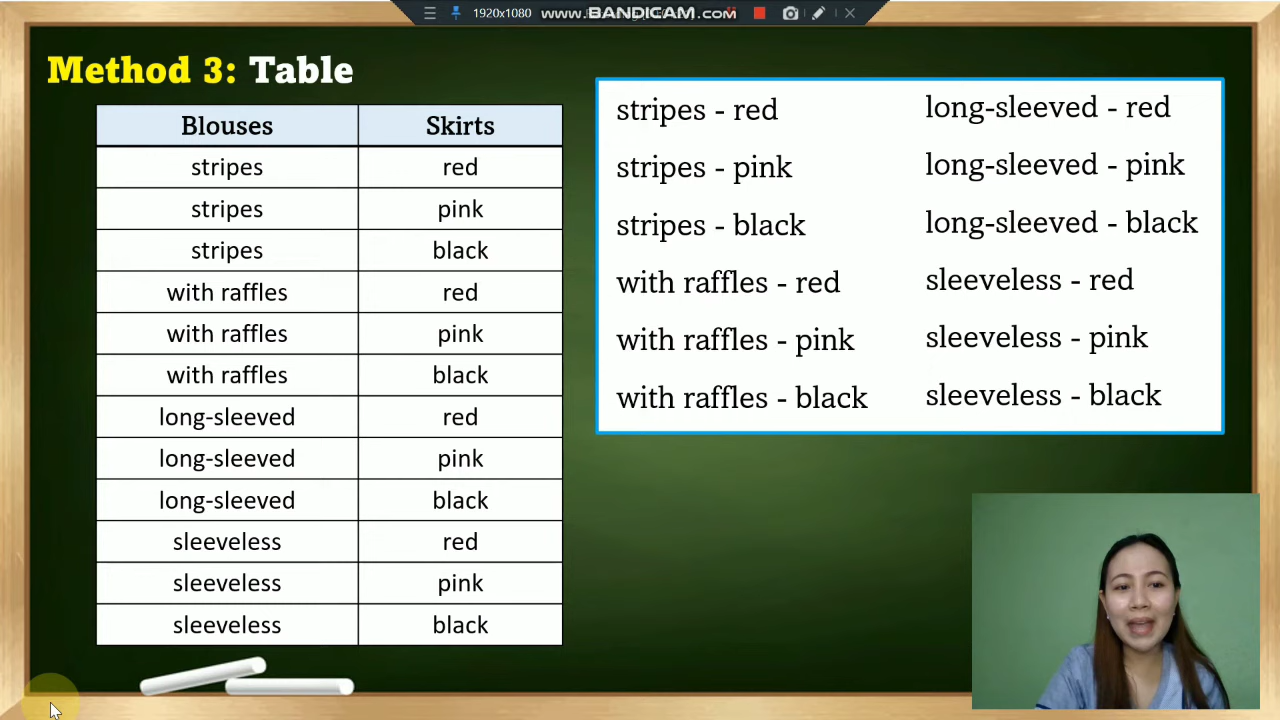 1920x1080 www.BANDICAM.com
Method 3: Table
Blouses Skirts
stripes red
stripes pink
stripes black
with raffles red
with raffles pink
with raffles black
long-sleeved red
long-sleeved pink
long-sleeved black
sleeveless red
sleeveless pink
sleeveless black
stripes - red
stripes - pink
stripes - black
with raffles - red
with raffles - pink
with raffles - black
long-sleeved - red
long-sleeved - pink
long-sleeved - black
sleeveless - red
sleeveless - pink
sleeveless - black